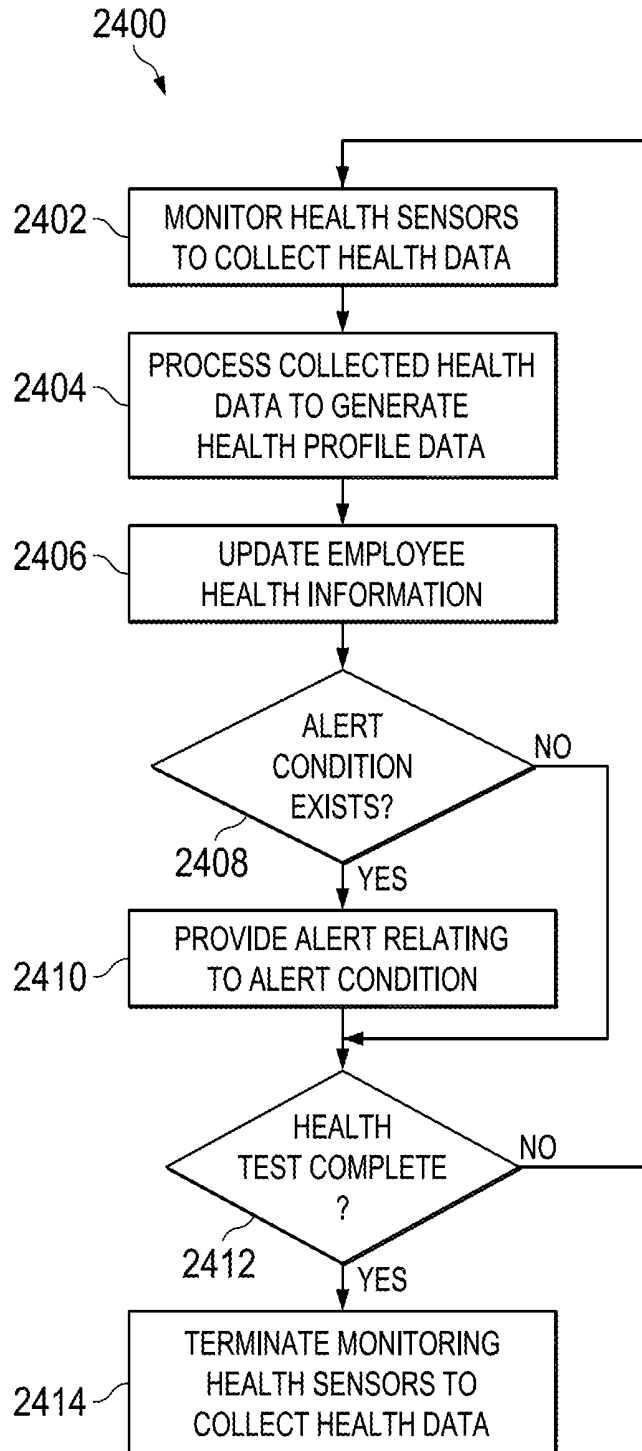 2400
2402
MONITOR HEALTH SENSORS
TO COLLECT HEALTH DATA
2404
PROCESS COLLECTED HEALTH
DATA TO GENERATE
HEALTH PROFILE DATA
2406
UPDATE EMPLOYEE
HEALTH INFORMATION
ALERT
CONDITION
EXISTS?
NO
2408
YES
2410
PROVIDE ALERT RELATING
TO ALERT CONDITION
HEALTH
TEST COMPLETE
?
NO
2412
YES
2414
TERMINATE MONITORING
HEALTH SENSORS TO
COLLECT HEALTH DATA